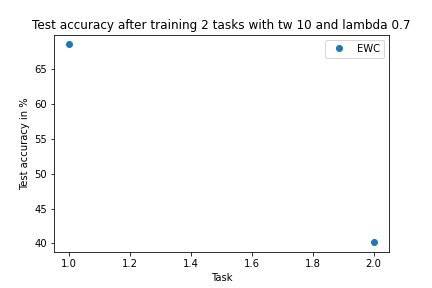 Test accuracy after training 2 tasks with tw 10 and lambda 0.7
EWC
65
60
55
50
45
40
Test accuracy in %
1.0 1.2 1.4 1.6 1.8 2.0
Task